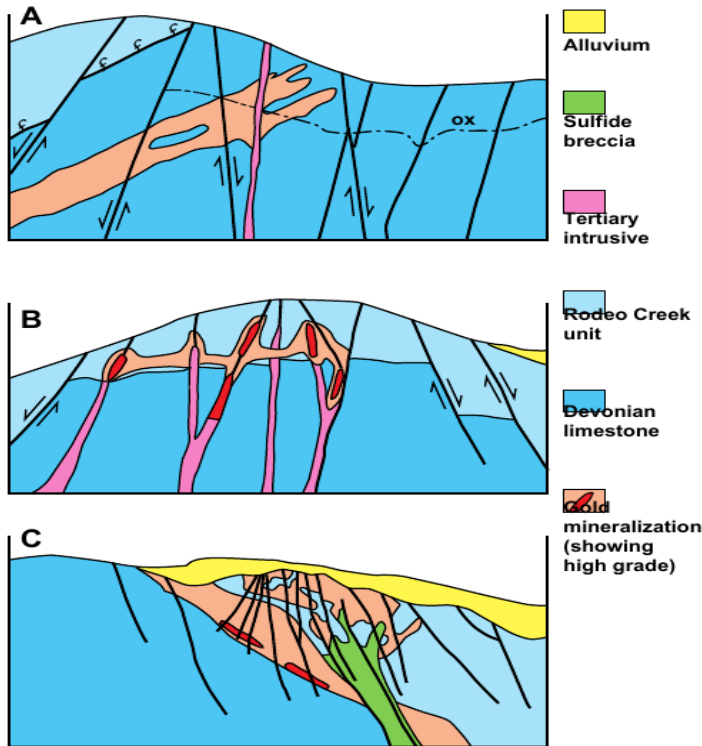 A
ox
B
C
Alluvium
Sulfide
breccia
Tertiary
intrusive
Rodeo Creek
unit
Devonian
limestone
Gold
mineralization
(showing
high grade)